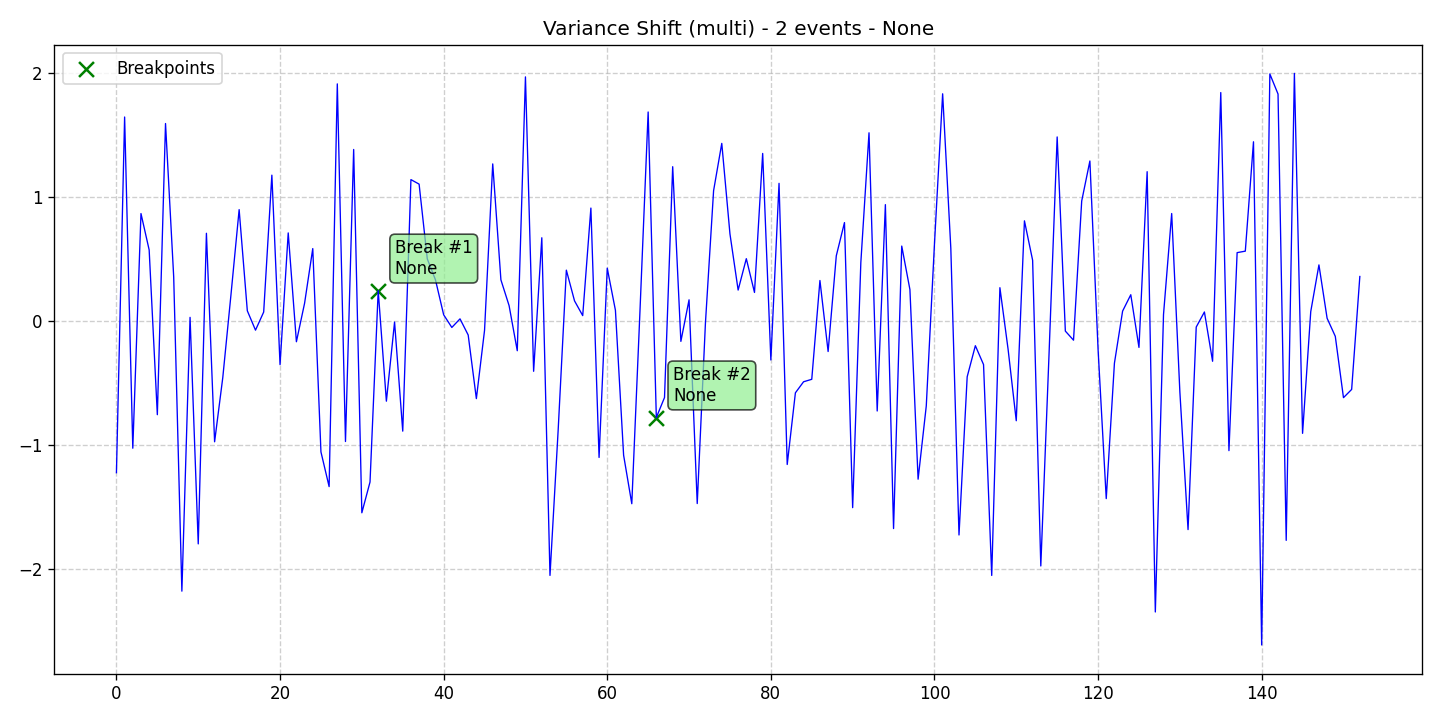 Variance Shift (multi) - 2 events - None
Breakpoints
2
1
0
−1
−2
Break #1
None
Break #2
None
0
20
40
60
80
100
120
140